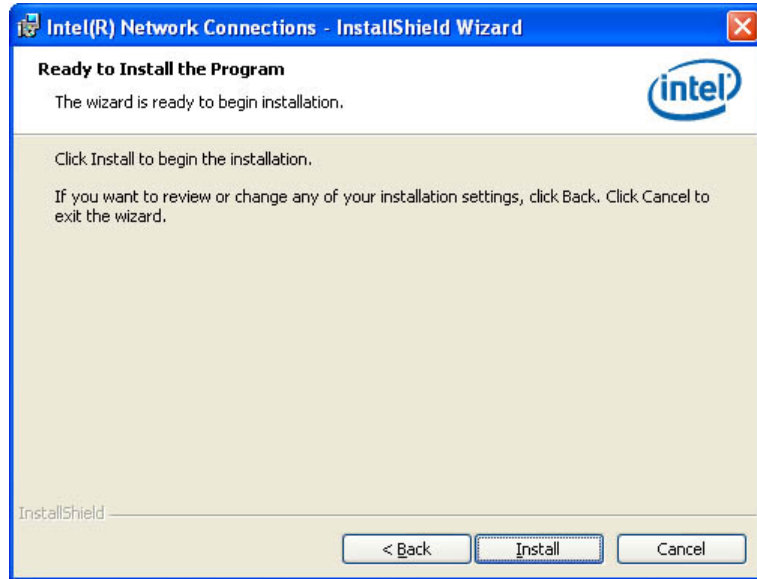 Intel(R) Network Connections - InstallShield Wizard
Ready to Install the Program
The wizard is ready to begin installation.
intel
Click Install to begin the installation.
If you want to review or change any of your installation settings, click Back. Click Cancel to
exit the wizard.
InstallShield
< Back Install Cancel